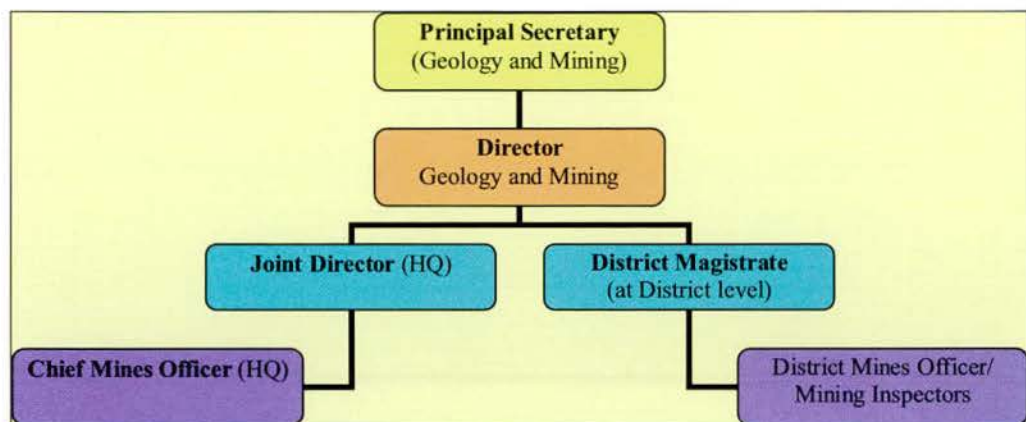 Principal Secretary
(Geology and Mining)
Director
Geology and Mining
Joint Director (HQ)
District Magistrate
(at District level)
Chief Mines Officer (HQ)
District Mines Officer/
Mining Inspectors